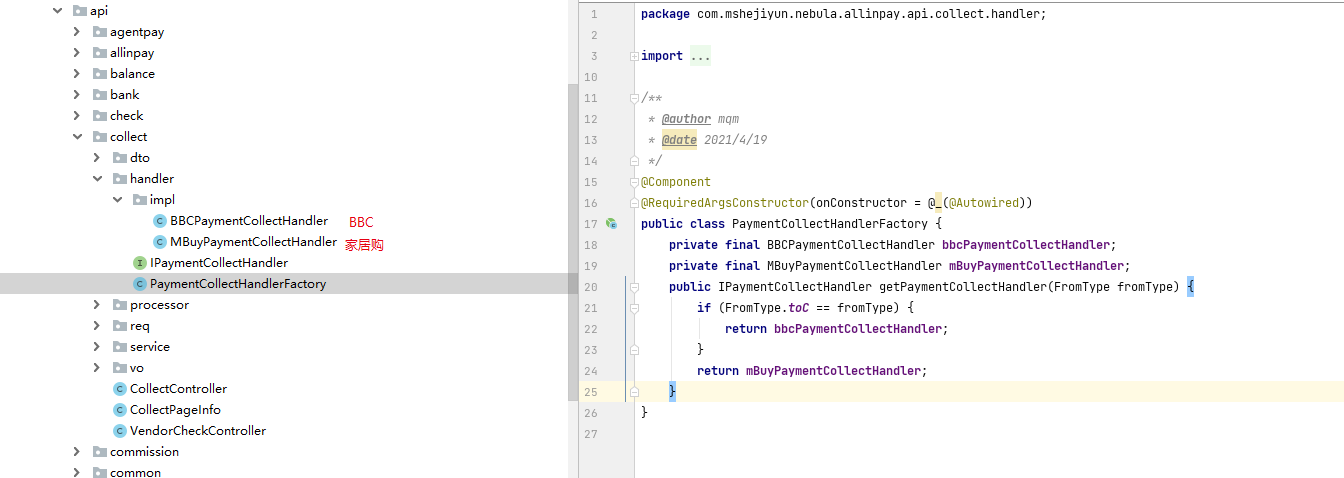 api
agentpay
allinpay
balance
bank
check
collect
dto
handler
impl
BBCPaymentCollectHandler BBC
MBuyPaymentCollectHandler 家居购
IPaymentCollectHandler
PaymentCollectHandlerFactory
processor
req
service
vo
CollectController
CollectPageInfo
VendorCheckController
commission
common
1 package com.mshejiyun.nebula.allinpay.api.collect.handler;
2
3 import ...
10
11 /**
12 * @author mqm
13 * @date 2021/4/19
14 */
15 @Component
16 @RequiredArgsConstructor(onConstructor = @_(@Autowired))
17 public class PaymentCollectHandlerFactory {
18 private final BBCPaymentCollectHandler bbcPaymentCollectHandler;
19 private final MBuyPaymentCollectHandler mBuyPaymentCollectHandler;
20 public IPaymentCollectHandler getPaymentCollectHandler(FromType fromType) {
21 if (FromType.toC == fromType) {
22 return bbcPaymentCollectHandler;
23 }
24 return mBuyPaymentCollectHandler;
25 }
26 }
27